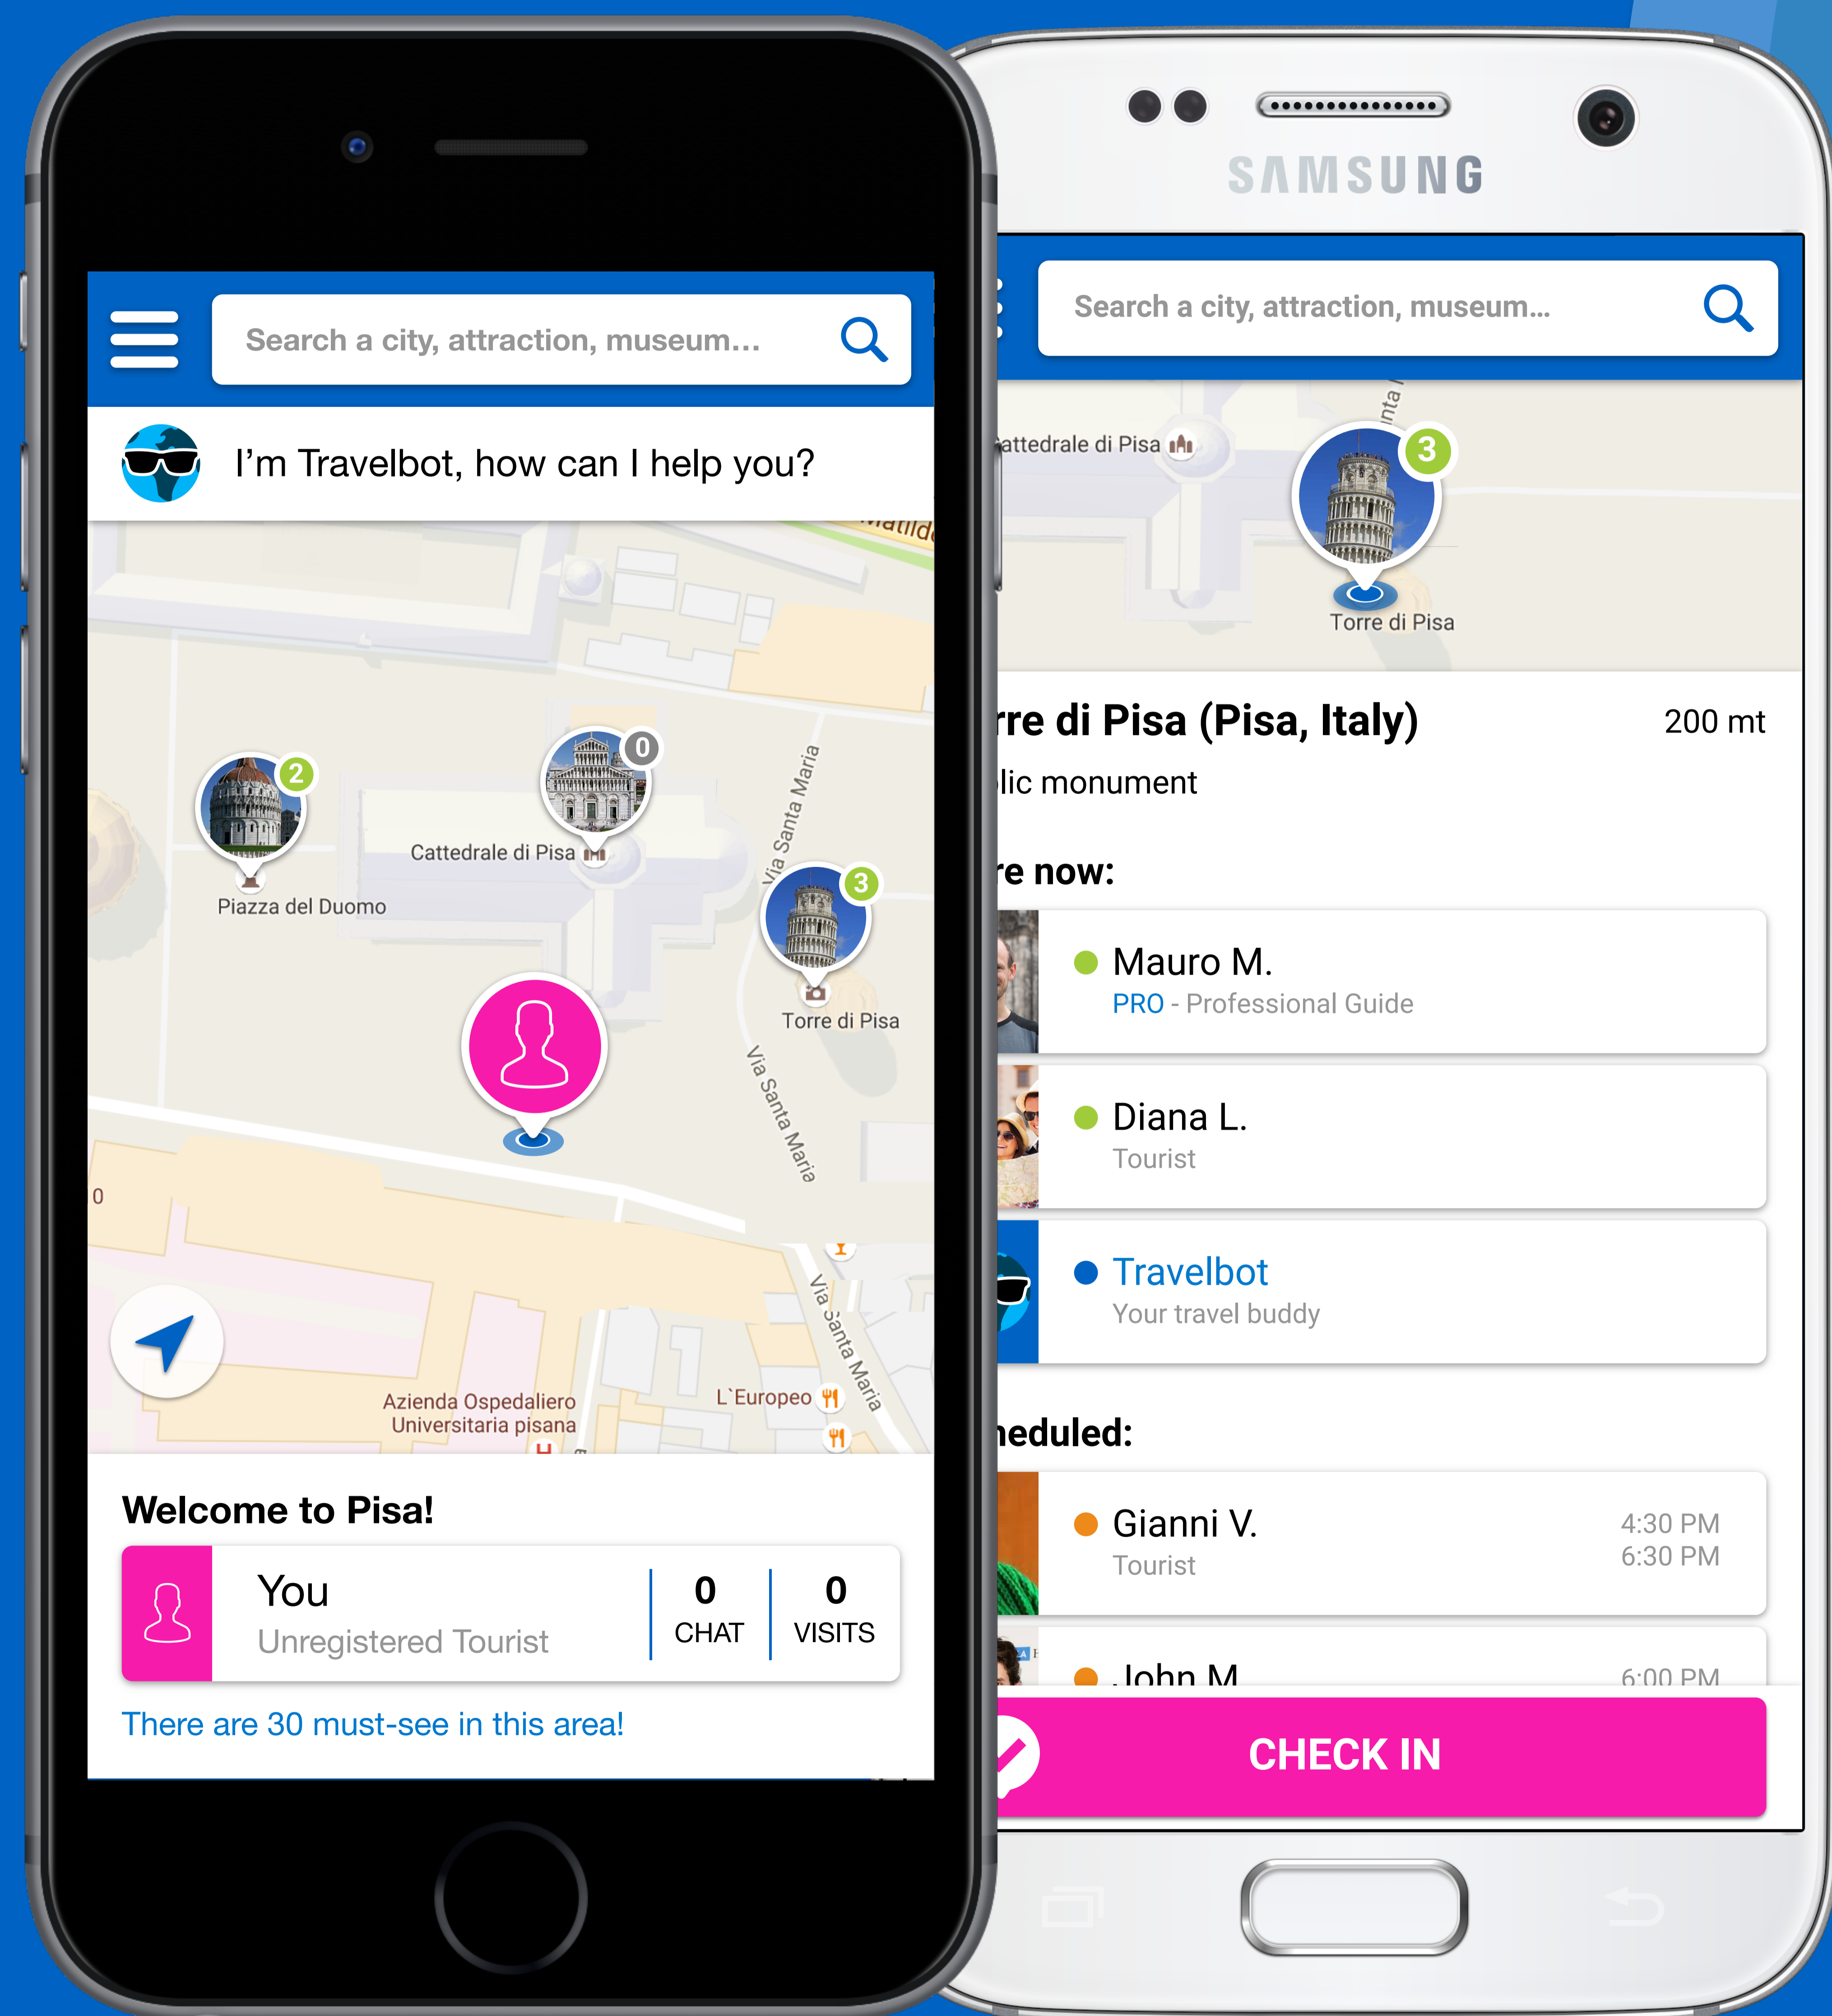 Search a city, attraction, museum...
I'm Travelbot, how can I help you?
2
0
Via Santa Maria
Cattedrale di Pisa
3
Piazza del Duomo
Torre di Pisa
Via Santa Maria
0
Via Santa Maria
L`Europeo
Azienda Ospedaliero
Universitaria pisana
H
Welcome to Pisa!
You
Unregistered Tourist
0
CHAT
0
VISITS
There are 30 must-see in this area!
SAMSUNG
Search a city, attraction, museum...
attedrale di Pisa
3
Torre di Pisa
rre di Pisa (Pisa, Italy)
200 mt
lic monument
re now:
Mauro M.
PRO - Professional Guide
Diana L.
Tourist
Travelbot
Your travel buddy
heduled:
Gianni V.
4:30 PM
Tourist
6:30 PM
John M
6:00 PM
CHECK IN